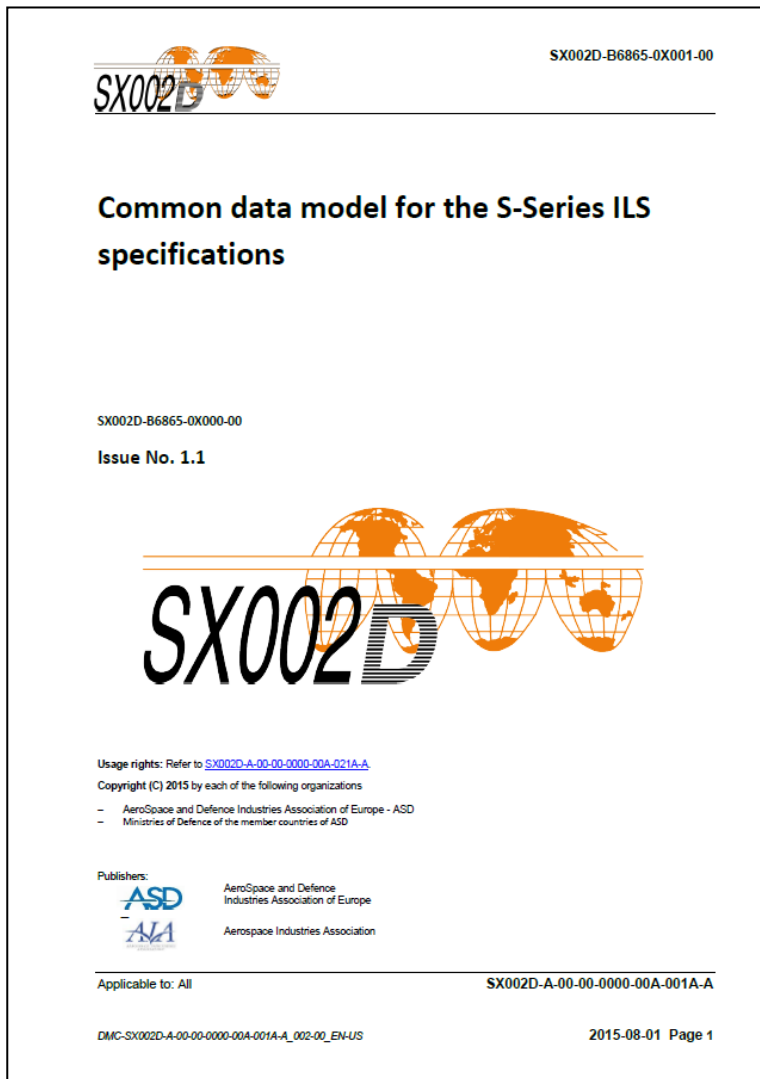 SX002D
SX002D-B6865-0X001-00
Common data model for the S-Series ILS
specifications
SX002D-B6865-0X000-00
Issue No. 1.1
SX002D
Usage rights: Refer to SX002D-A-00-00-0000-00A-021A-A.
Copyright (C) 2015 by each of the following organizations
– AeroSpace and Defence Industries Association of Europe - ASD
– Ministries of Defence of the member countries of ASD
Publishers:
ASD
AeroSpace and Defence
Industries Association of Europe
–
AIA
Aerospace Industries Association
Applicable to: All
SX002D-A-00-00-0000-00A-001A-A
DMC-SX002D-A-00-00-0000-00A-001A-A_002-00_EN-US
2015-08-01 Page 1